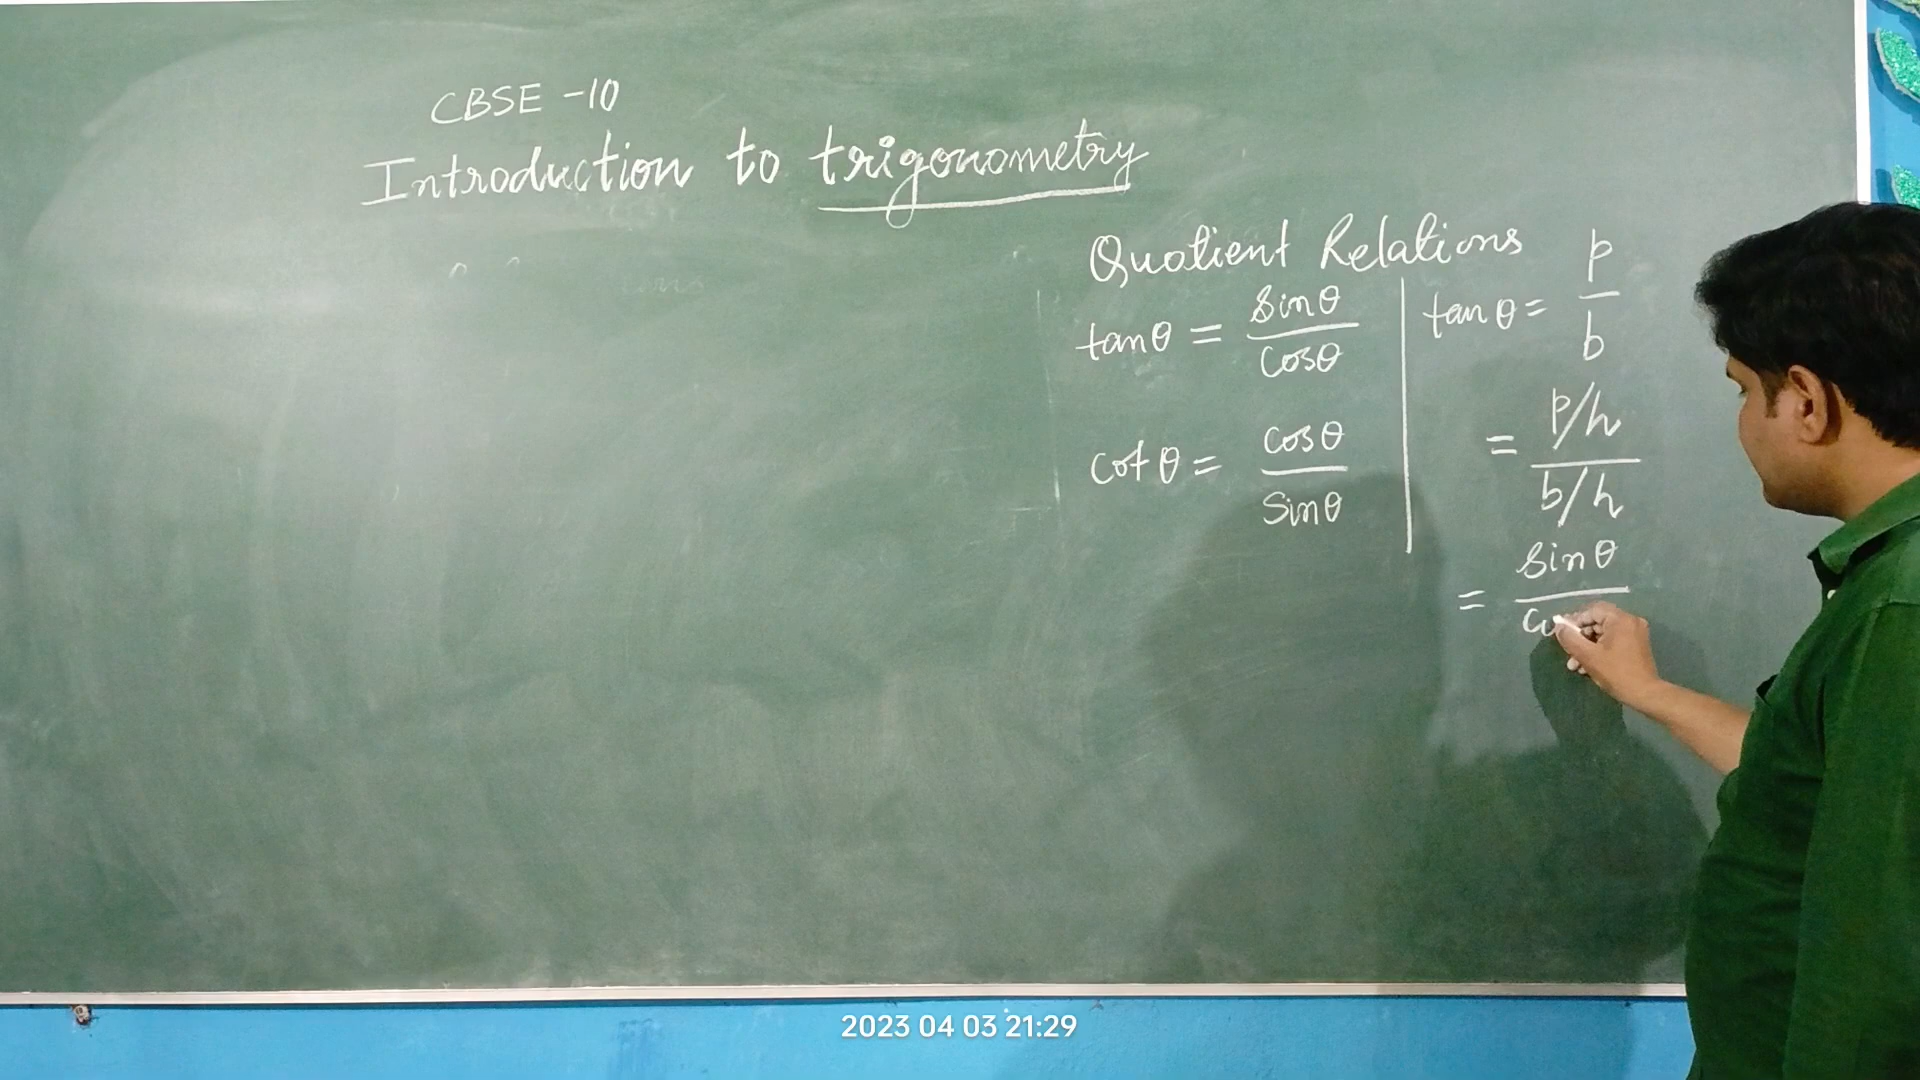 CBSE -10
Introduction to trigonometry
Quotient Relations
tanθ = sinθ / cosθ
cotθ = cosθ / sinθ
tanθ = p / b
= p/h / b/h
= sinθ / co
2023 04 03 21:29